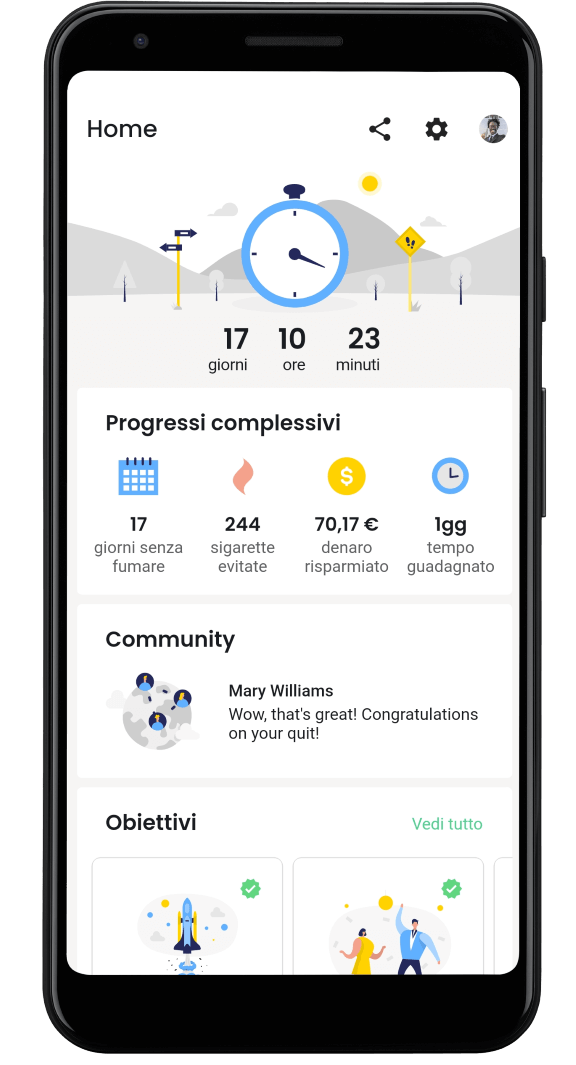 Home
17 10 23
giorni ore minuti
Progressi complessivi
17 244 70,17 € 1gg
giorni senza sigarette denaro tempo
fumare evitate risparmiato guadagnato
Community
Mary Williams
Wow, that's great! Congratulations
on your quit!
Obiettivi Vedi tutto